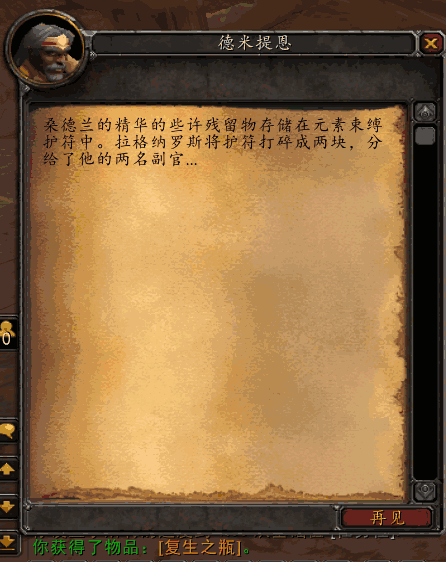 德米提恩
桑德兰的精华的些许残留物存储在元素束缚
护符中。拉格纳罗斯将护符打碎成两块，分
给了他的两名副官...
0
再见
你获得了物品：[复生之瓶]。